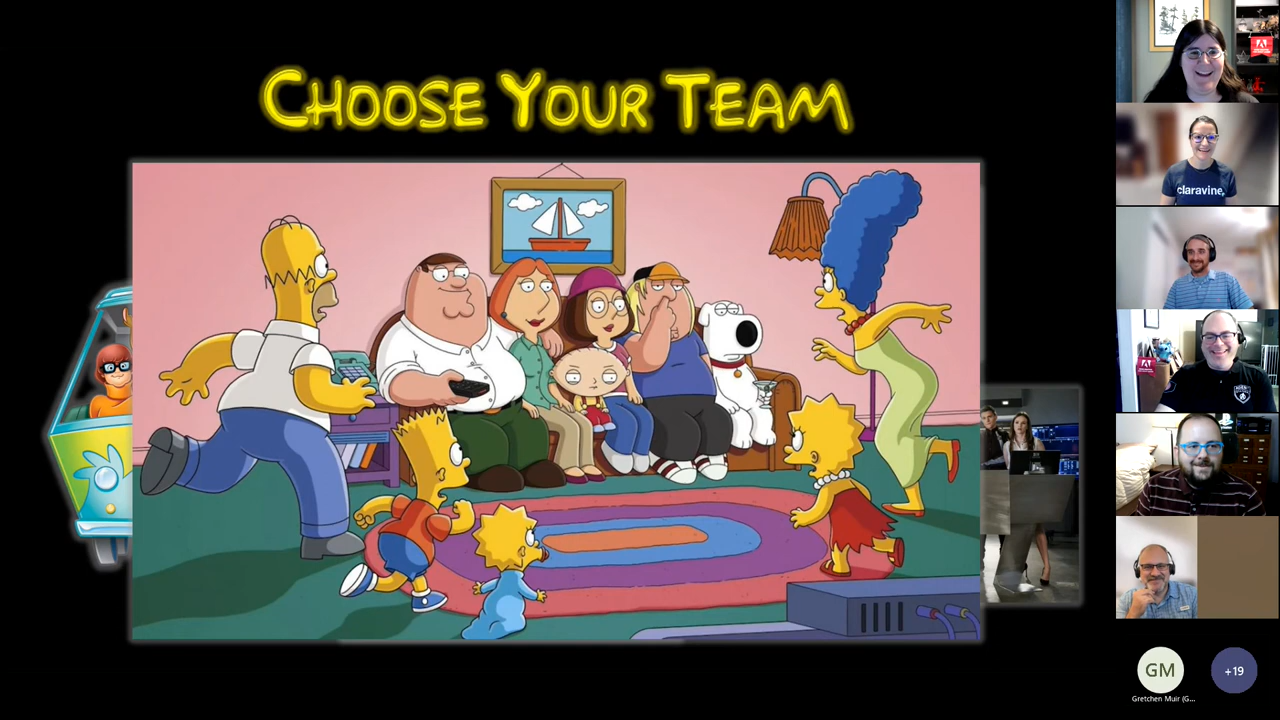 CHOOSE YOUR TEAM
claravine
GM
+19
Gretchen Muir (G...